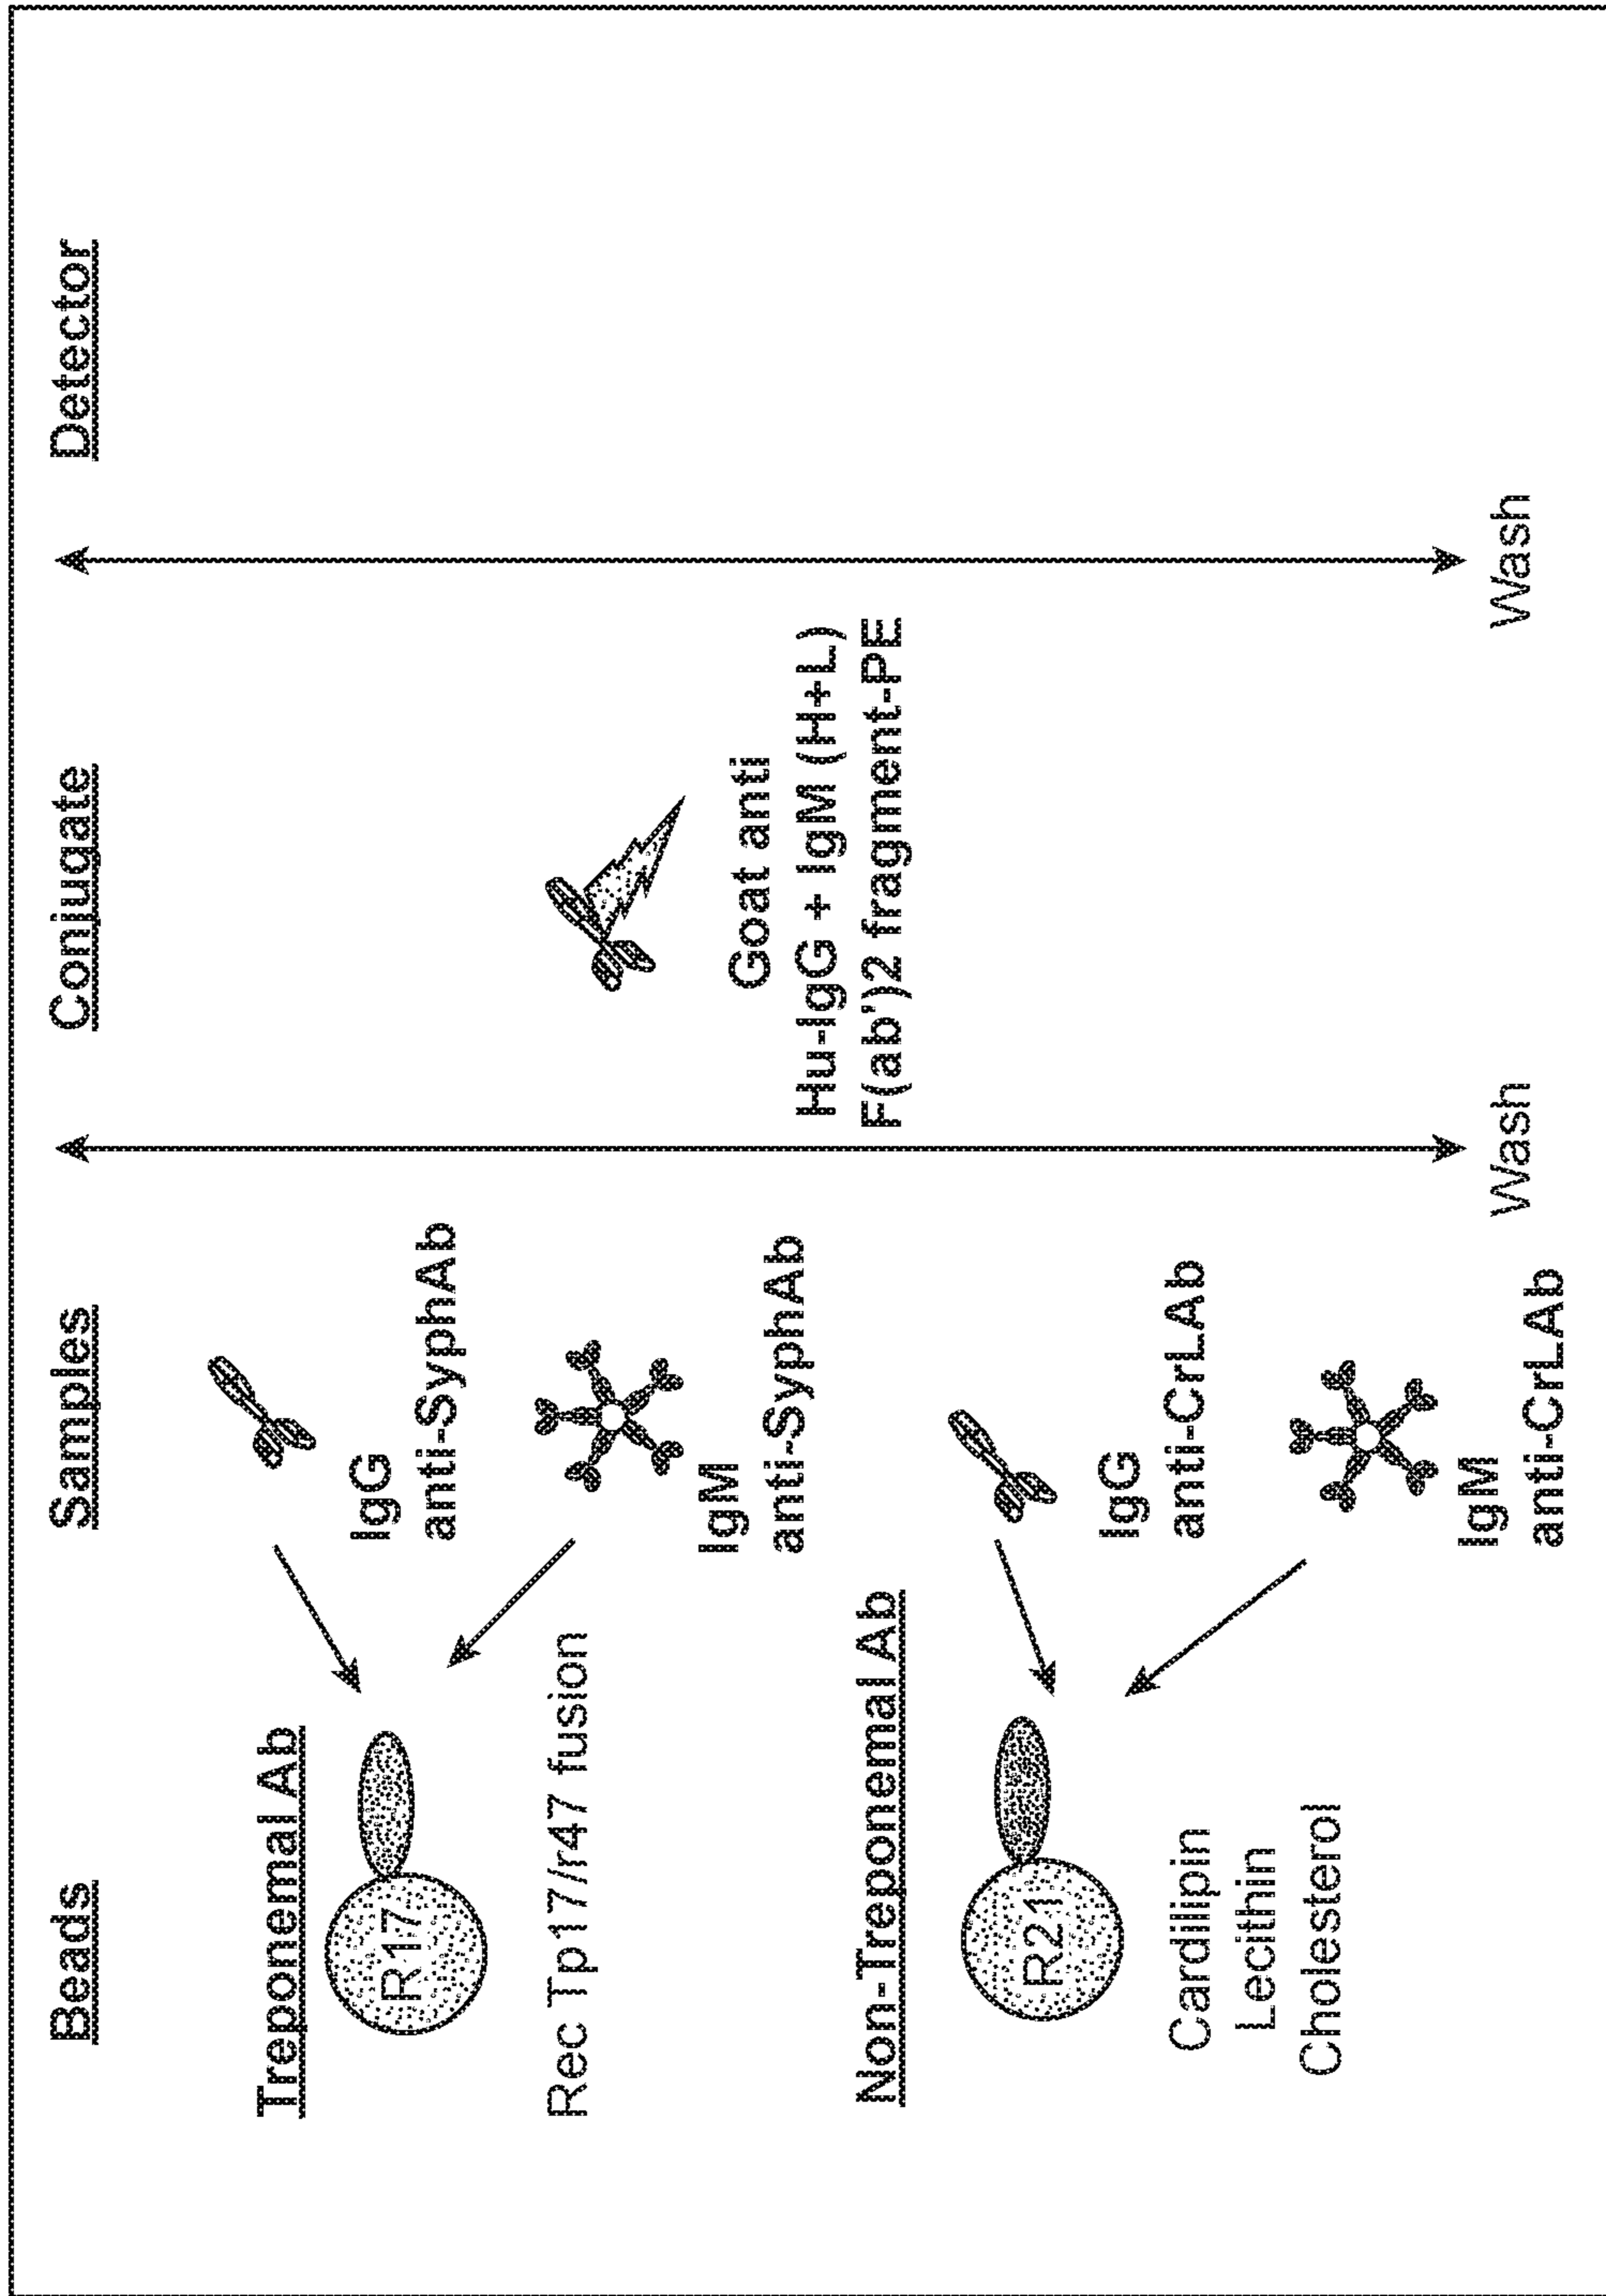 Beads
Samples
Conjugate
Detector
Treponemal Ab
R17
Rec Tp17/r47 fusion
IgG
anti-SyphAb
IgM
anti-SyphAb
Goat anti
Hu-IgG + IgM (H+L)
F(ab')2 fragment-PE
Non-Treponemal Ab
R21
Cardilipin
Lecithin
Cholesterol
IgG
anti-CrLAb
IgM
anti-CrLAb
Wash
Wash